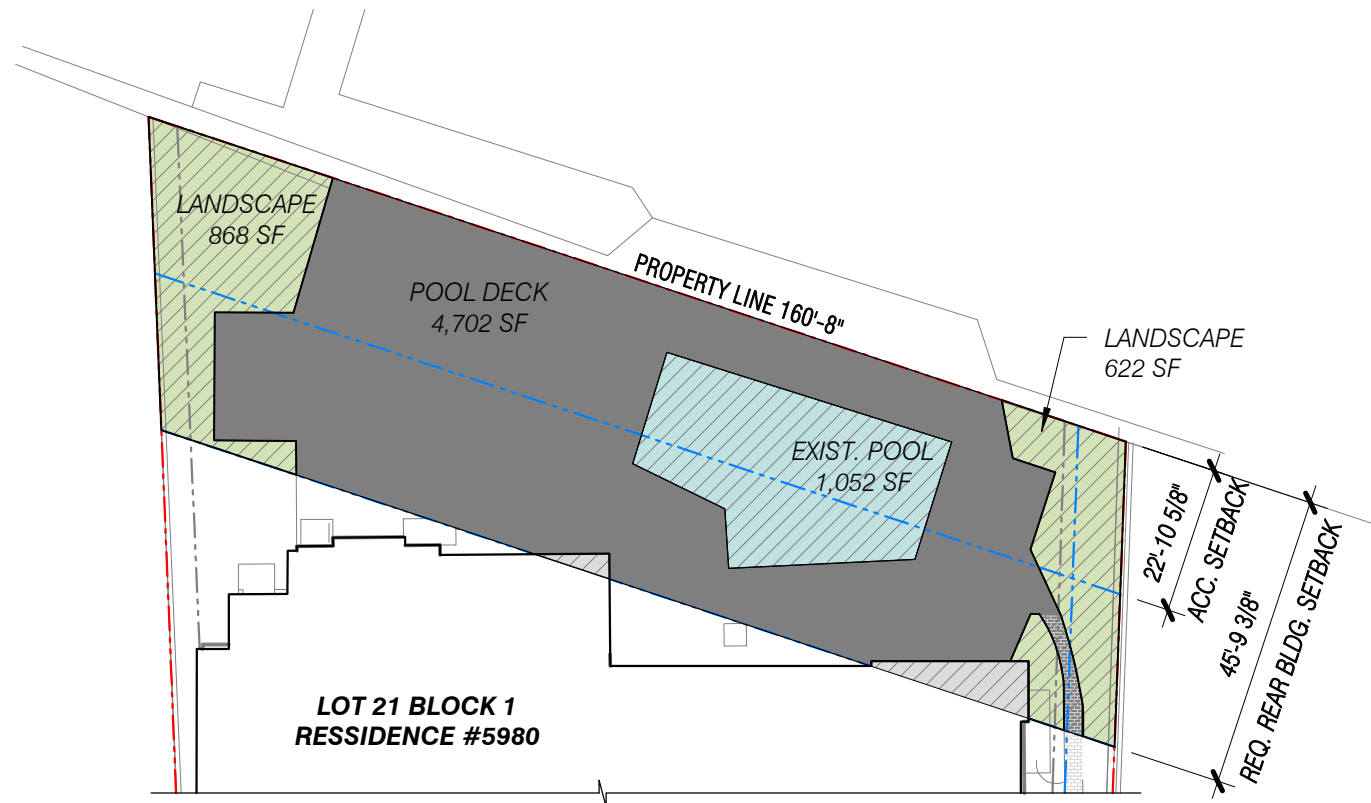 LANDSCAPE
868 SF
POOL DECK
4,702 SF
PROPERTY LINE 160'-8"
LANDSCAPE
622 SF
EXIST. POOL
1,052 SF
22'-10 5/8"
ACC. SETBACK
45'-9 3/8"
REQ. REAR BLDG. SETBACK
LOT 21 BLOCK 1
RESSIDENCE #5980